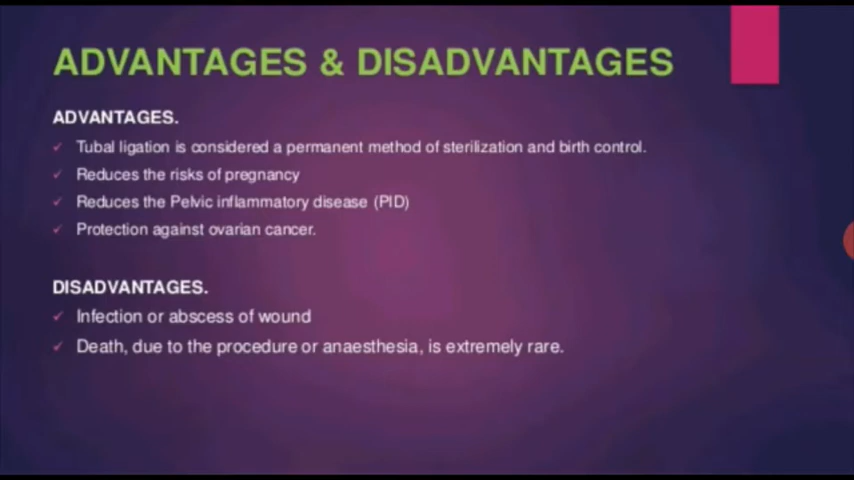 ADVANTAGES & DISADVANTAGES
ADVANTAGES.
✓ Tubal ligation is considered a permanent method of sterilization and birth control.
✓ Reduces the risks of pregnancy
✓ Reduces the Pelvic inflammatory disease (PID)
✓ Protection against ovarian cancer.
DISADVANTAGES.
✓ Infection or abscess of wound
✓ Death, due to the procedure or anaesthesia, is extremely rare.